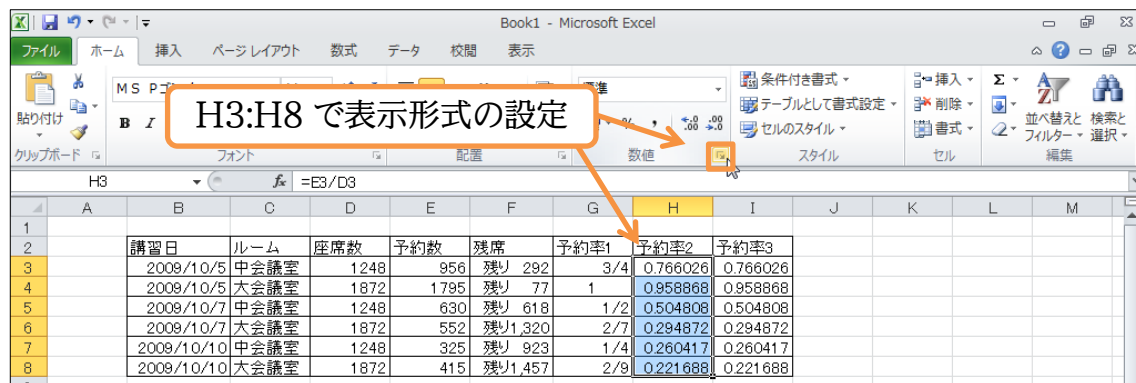 Book1 - Microsoft Excel
ファイル ホーム 挿入 ページ レイアウト 数式 データ 校閲 表示
貼り付け
クリップボード
MS P
B I
フォント
H3:H8 で表示形式の設定
配置
標準
% , .0 .00 .00 .0
数値
条件付き書式
テーブルとして書式設定
セルのスタイル
スタイル
挿入
削除
書式
セル
Σ
並べ替えと フィルター
検索と 選択
編集
H3 fx =E3/D3
A B C D E F G H I J K L M
1
2 講習日 ルーム 座席数 予約数 残席 予約率1 予約率2 予約率3
3 2009/10/5 中会議室 1248 956 残り 292 3/4 0.766026 0.766026
4 2009/10/5 大会議室 1872 1795 残り 77 1 0.958868 0.958868
5 2009/10/7 中会議室 1248 630 残り 618 1/2 0.504808 0.504808
6 2009/10/7 大会議室 1872 552 残り1,320 2/7 0.294872 0.294872
7 2009/10/10 中会議室 1248 325 残り 923 1/4 0.260417 0.260417
8 2009/10/10 大会議室 1872 415 残り1,457 2/9 0.221688 0.221688